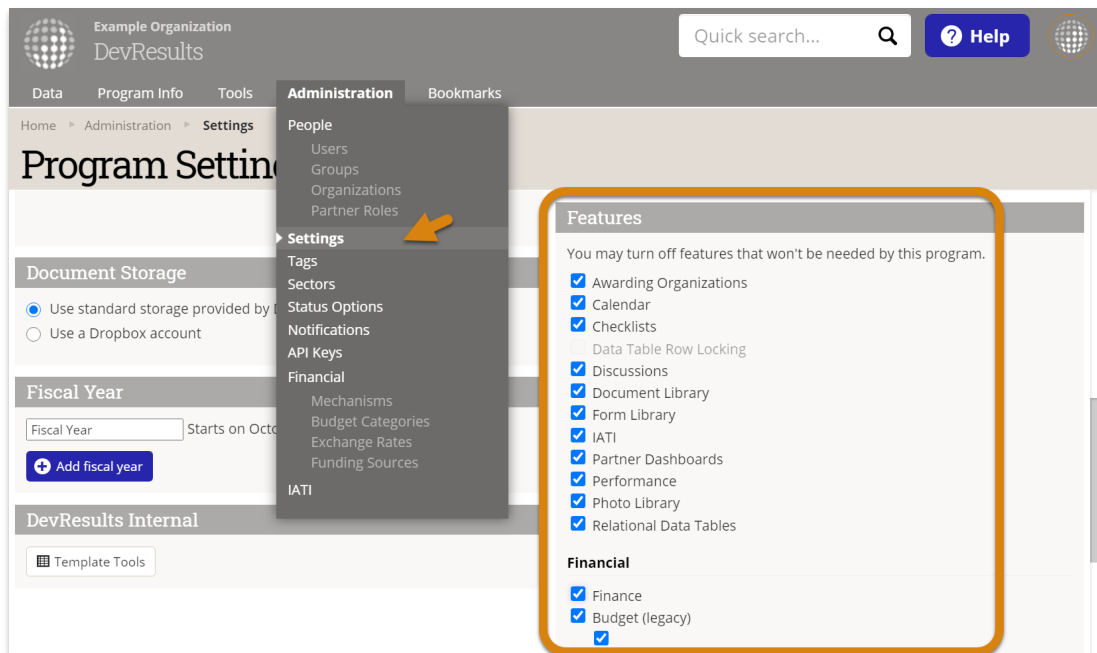 Example Organization
DevResults
Quick search...
Help
Data Program Info Tools Administration Bookmarks
Home Administration Settings
Program Settin
People
Users
Groups
Organizations
Partner Roles
Settings
Tags
Sectors
Status Options
Notifications
API Keys
Financial
Mechanisms
Budget Categories
Exchange Rates
Funding Sources
IATI
Document Storage
Use standard storage provided by
Use a Dropbox account
Fiscal Year
Fiscal Year Starts on Octo
Add fiscal year
DevResults Internal
Template Tools
Features
You may turn off features that won't be needed by this program.
Awarding Organizations
Calendar
Checklists
Data Table Row Locking
Discussions
Document Library
Form Library
IATI
Partner Dashboards
Performance
Photo Library
Relational Data Tables
Financial
Finance
Budget (legacy)